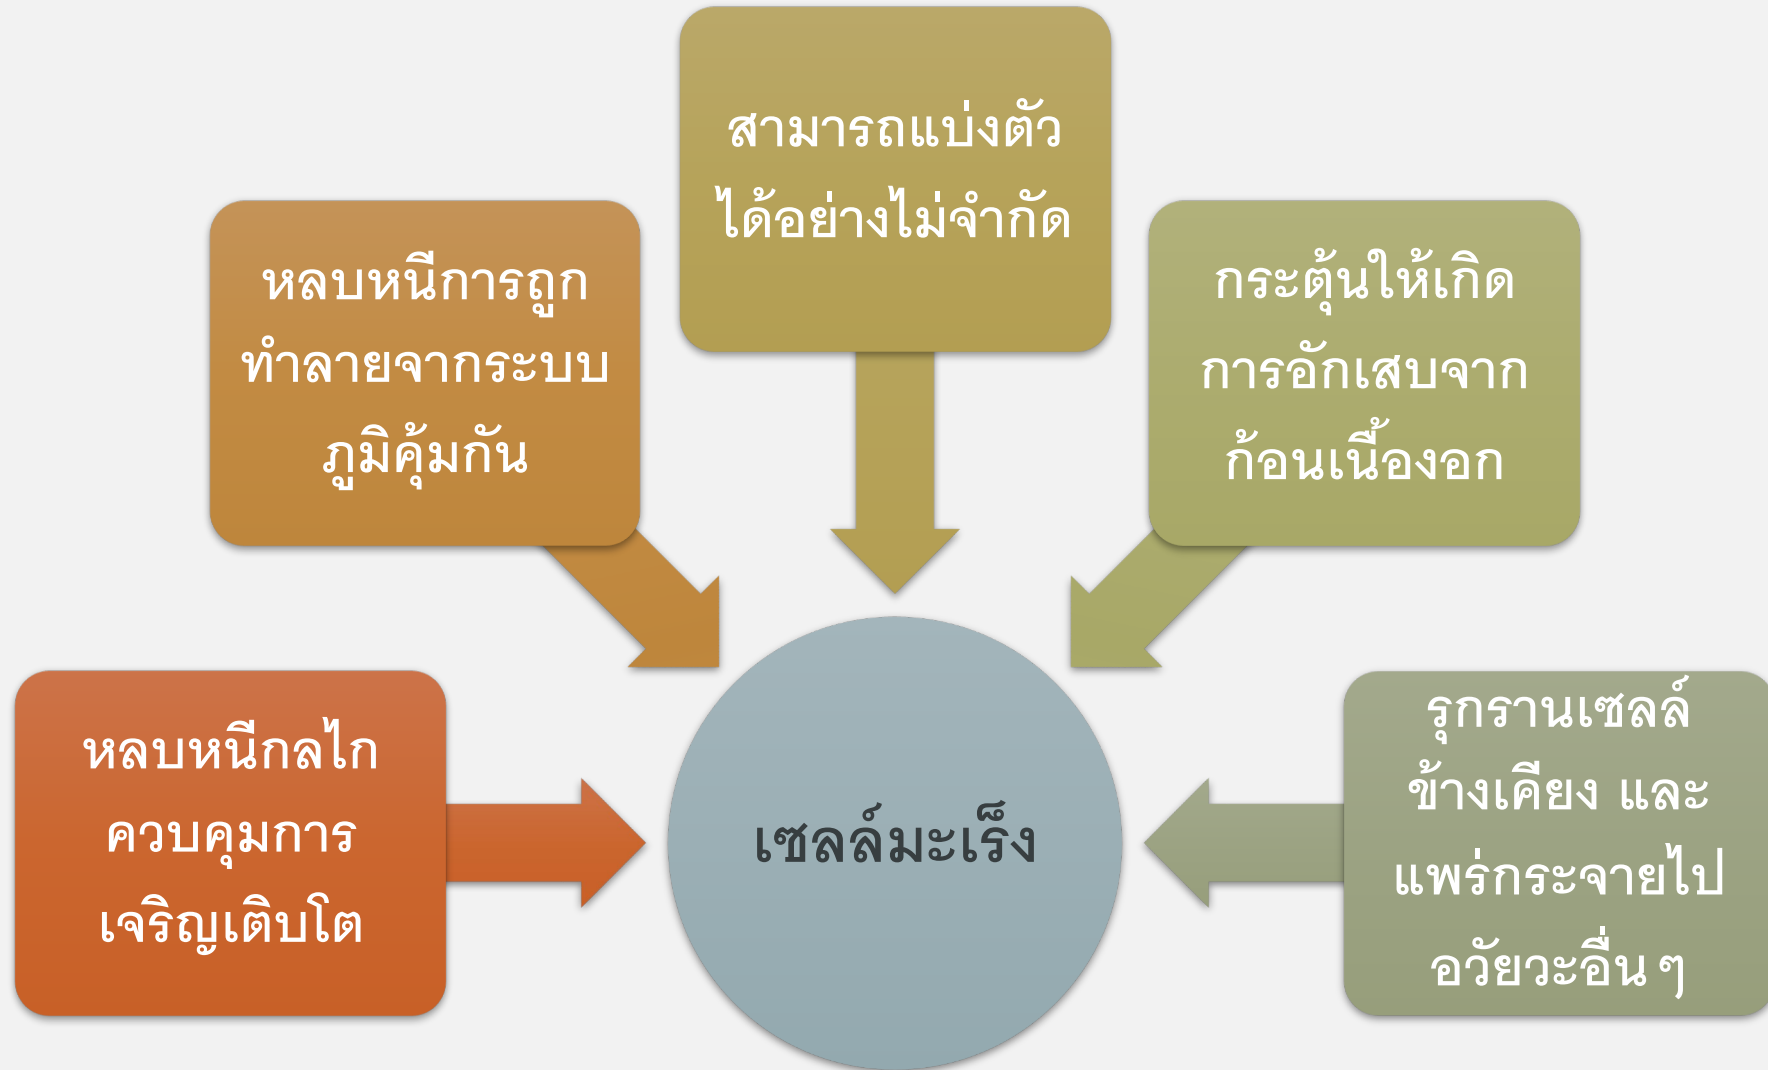 สามารถแบ่งตัว
ได้อย่างไม่จำกัด
หลบหนีการถูก
ทำลายจากระบบ
ภูมิคุ้มกัน
กระตุ้นให้เกิด
การอักเสบจาก
ก้อนเนื้องอก
หลบหนีกลไก
ควบคุมการ
เจริญเติบโต
เซลล์มะเร็ง
รุกรานเซลล์
ข้างเคียง และ
แพร่กระจายไป
อวัยวะอื่น ๆ